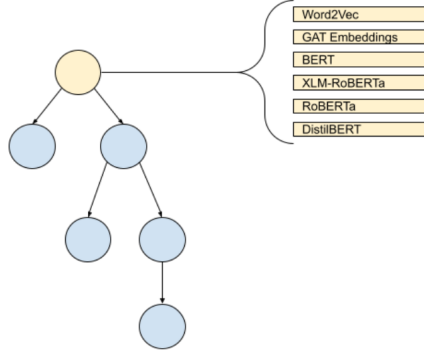 Word2Vec
GAT Embeddings
BERT
XLM-RoBERTa
RoBERTa
DistilBERT